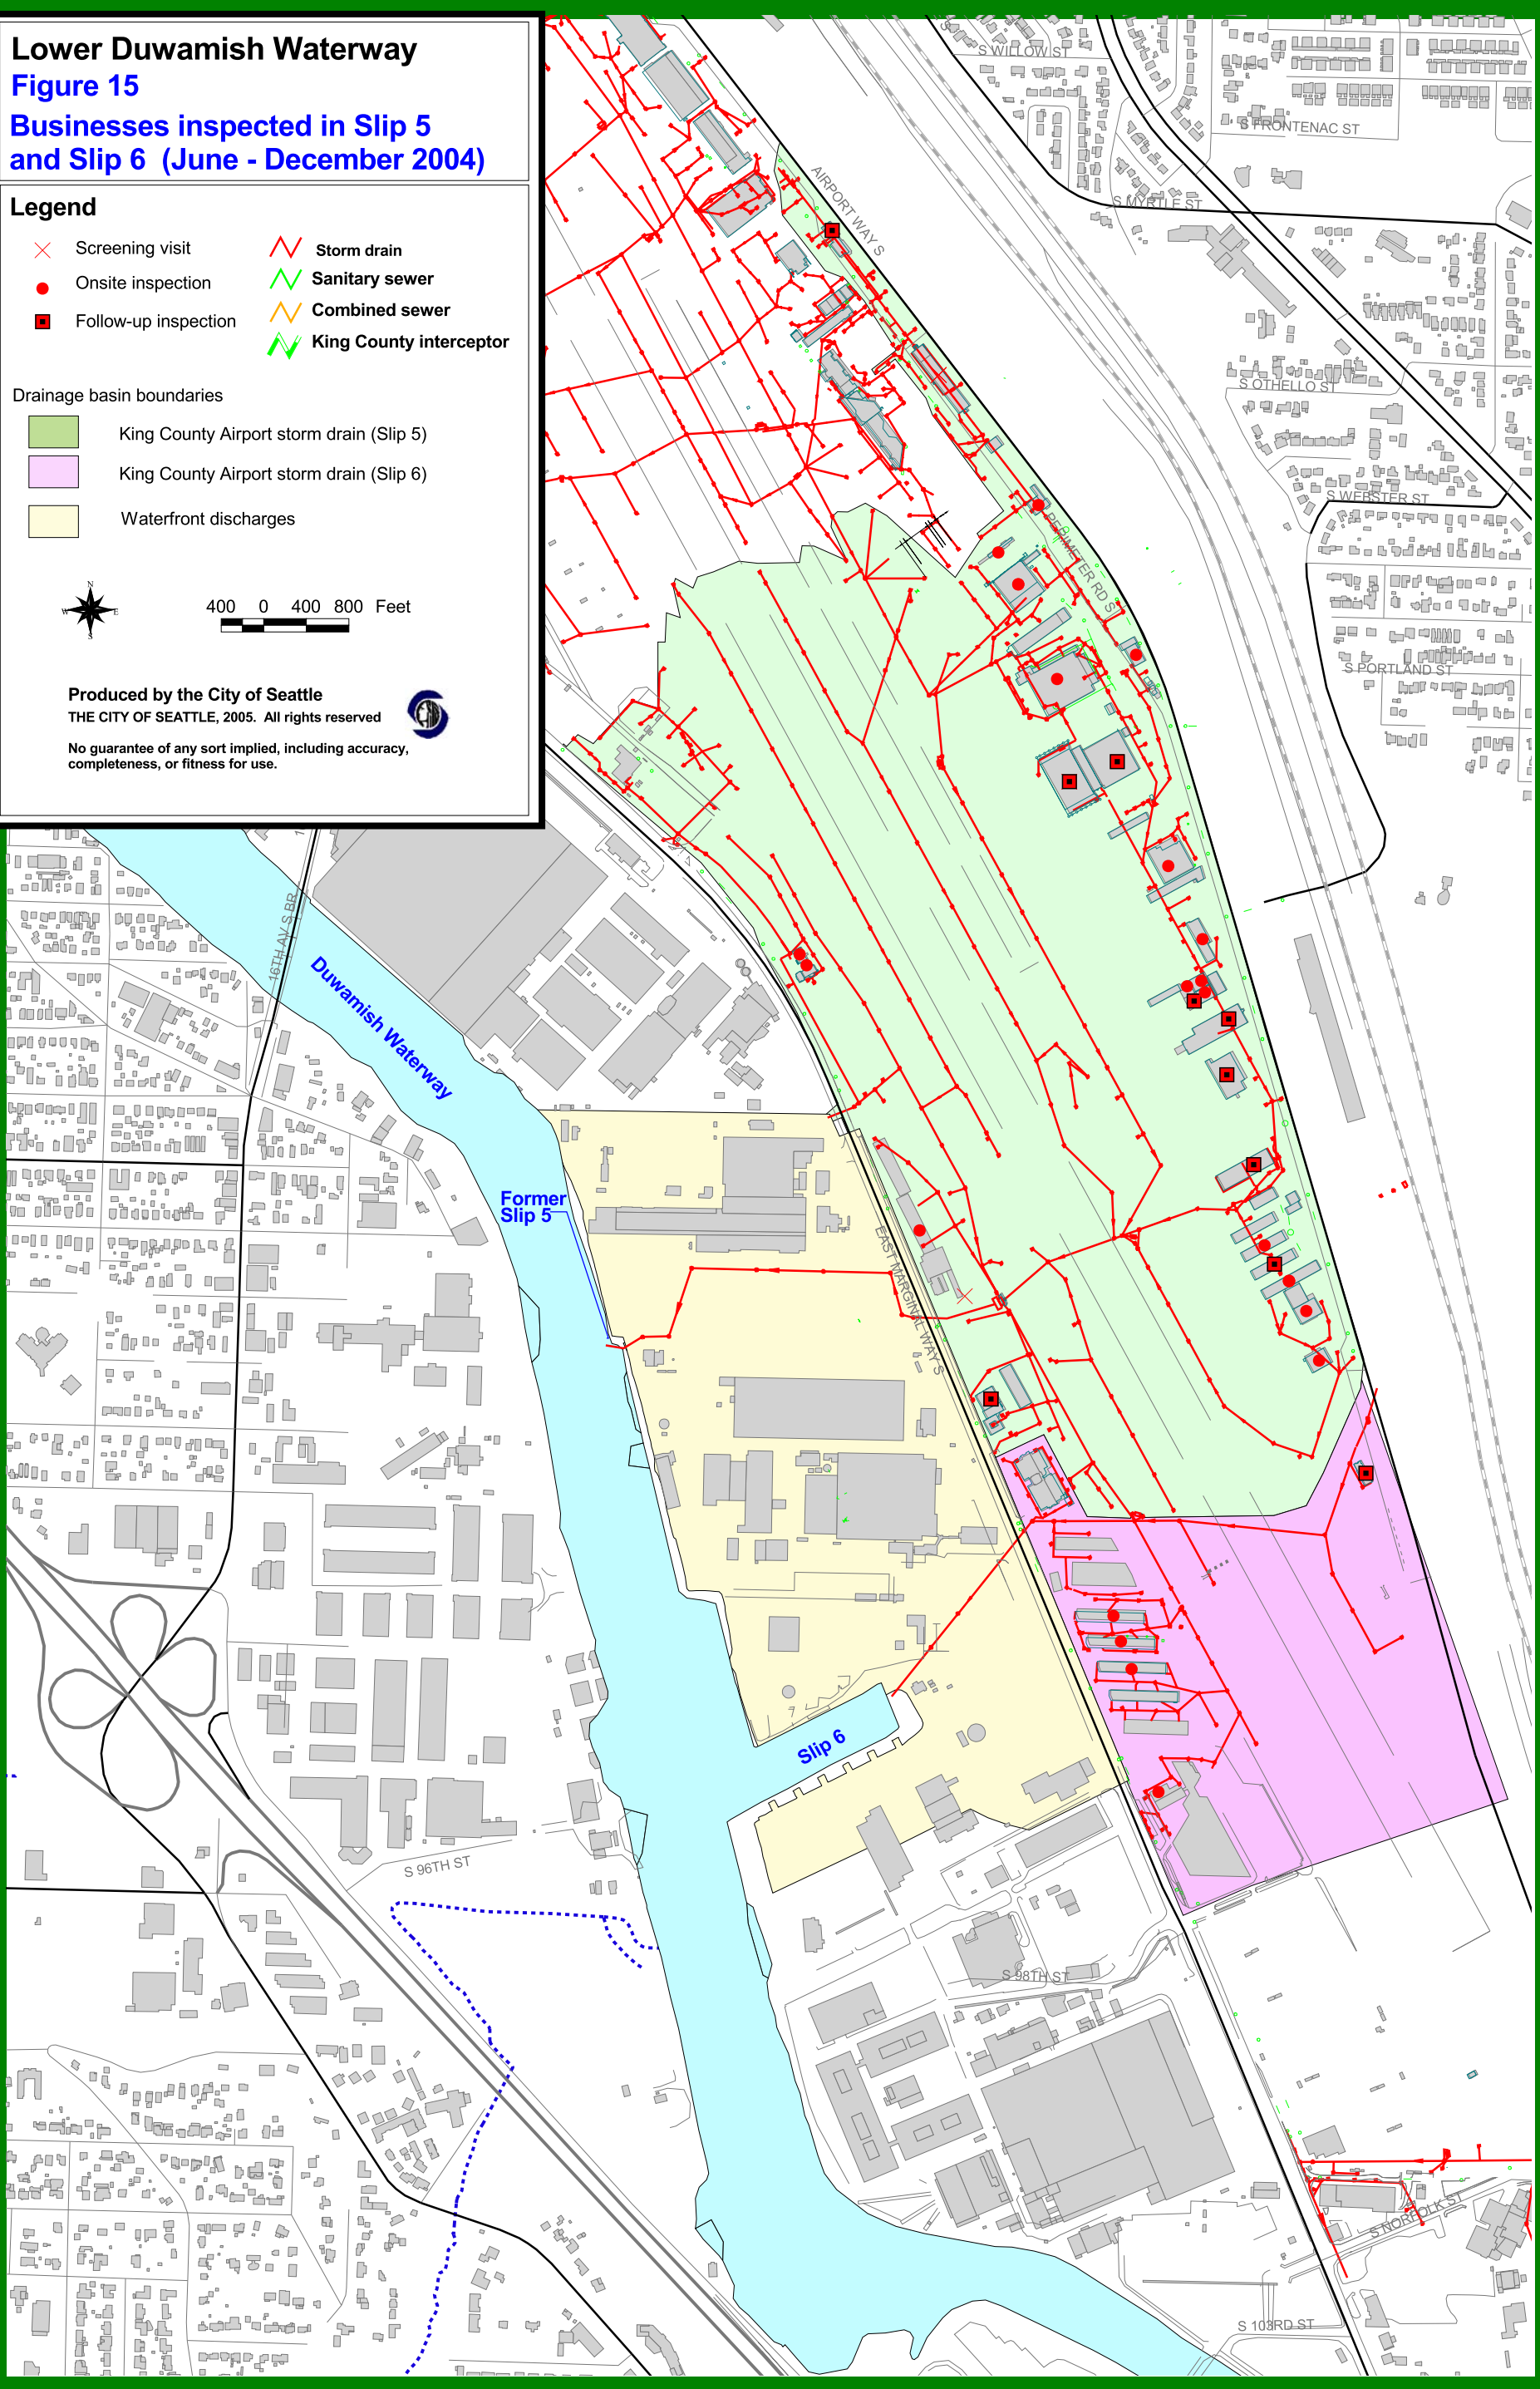 Lower Duwamish Waterway
Figure 15
Businesses inspected in Slip 5
and Slip 6 (June - December 2004)
Legend
Screening visit
Onsite inspection
Follow-up inspection
Storm drain
Sanitary sewer
Combined sewer
King County interceptor
Drainage basin boundaries
King County Airport storm drain (Slip 5)
King County Airport storm drain (Slip 6)
Waterfront discharges
N
W
E
S
400 0 400 800 Feet
Produced by the City of Seattle
THE CITY OF SEATTLE, 2005. All rights reserved
No guarantee of any sort implied, including accuracy,
completeness, or fitness for use.
S WILLOW ST
S FRONTENAC ST
AIRPORT WAY S
S MYRTLE ST
S OTHELLO ST
S WEBSTER ST
PERIMETER RD S
S PORTLAND ST
16TH AV S BR
Duwamish Waterway
Former
Slip 5
EAST MARGINAL WAY S
Slip 6
S 96TH ST
S 98TH ST
S NORFOLK ST
S 103RD ST